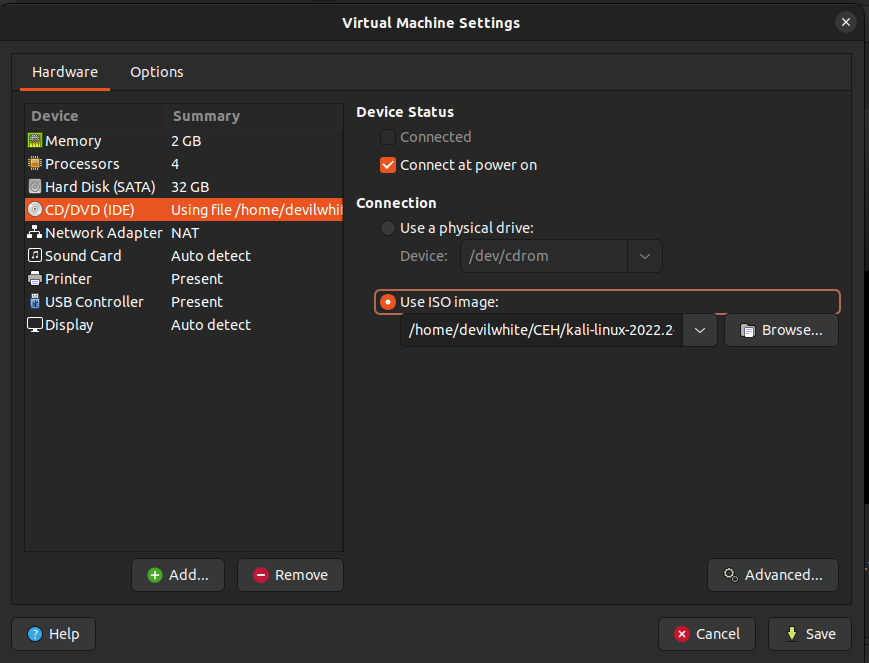 Virtual Machine Settings
Hardware Options
Device Summary
Memory 2 GB
Processors 4
Hard Disk (SATA) 32 GB
CD/DVD (IDE) Using file /home/devilwhi
Network Adapter NAT
Sound Card Auto detect
Printer Present
USB Controller Present
Display Auto detect
Add... Remove
Device Status
Connected
Connect at power on
Connection
Use a physical drive:
Device: /dev/cdrom
Use ISO image:
/home/devilwhite/CEH/kali-linux-2022.2- Browse...
Advanced...
Help Cancel Save